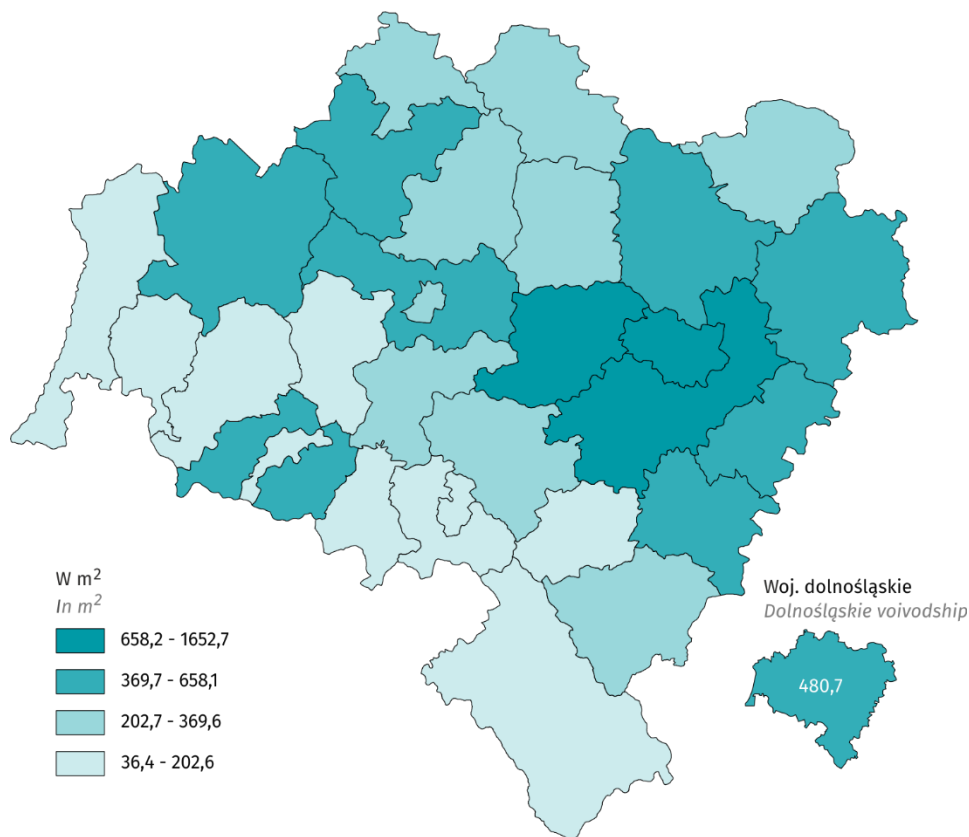 W m²
In m²
658,2 - 1652,7
369,7 - 658,1
202,7 - 369,6
36,4 - 202,6
Woj. dolnośląskie
Dolnośląskie voivodship
480,7